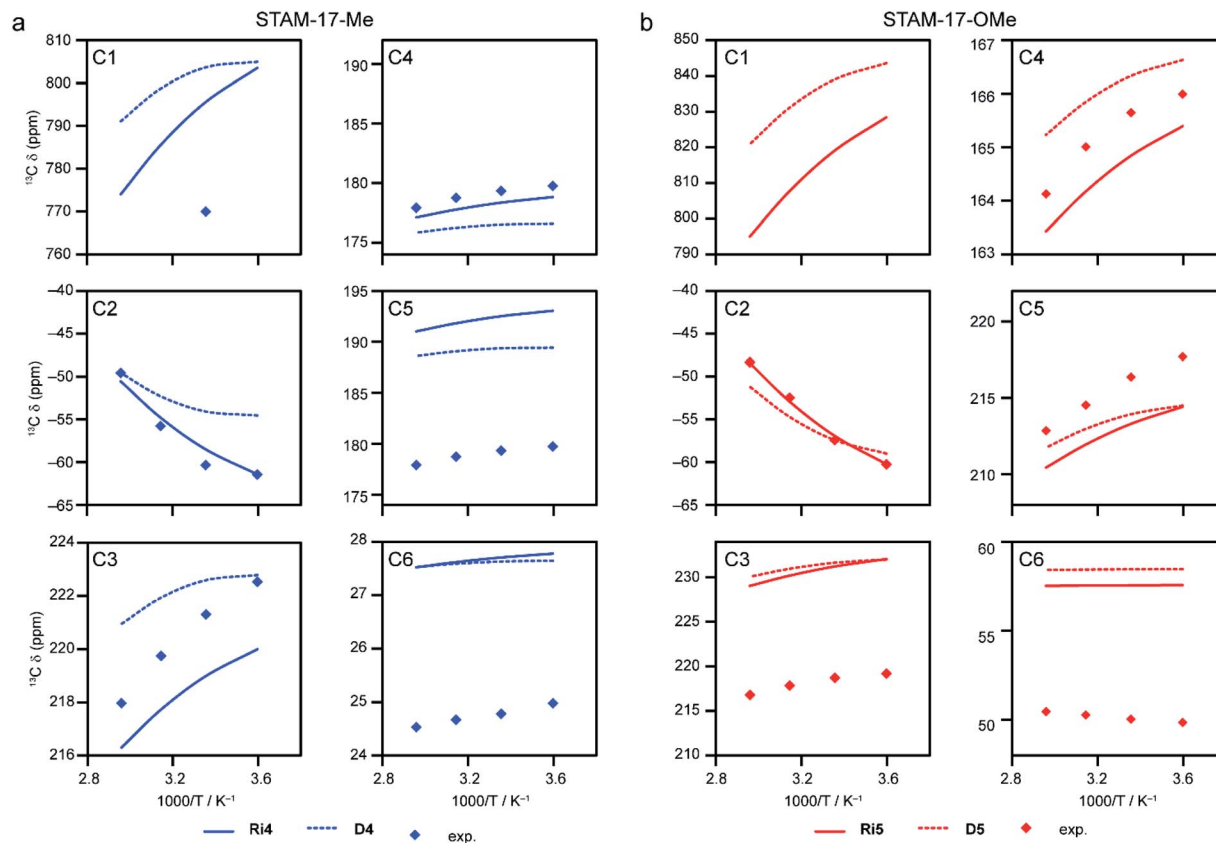 a
STAM-17-Me
b
STAM-17-OMe
C1
810
800
790
780
770
760
¹³C δ (ppm)
C4
190
185
180
175
C1
850
840
830
820
810
800
790
¹³C δ (ppm)
C4
167
166
165
164
163
C2
–40
–45
–50
–55
–60
–65
¹³C δ (ppm)
C5
195
190
185
180
175
C2
–40
–45
–50
–55
–60
–65
¹³C δ (ppm)
C5
220
215
210
C3
224
222
220
218
216
¹³C δ (ppm)
C6
28
27
26
25
24
C3
230
225
220
215
210
C6
60
55
50
2.8 3.2 3.6
2.8 3.2 3.6
2.8 3.2 3.6
2.8 3.2 3.6
1000/T / K⁻¹
1000/T / K⁻¹
1000/T / K⁻¹
1000/T / K⁻¹
Ri4 D4 exp.
Ri5 D5 exp.